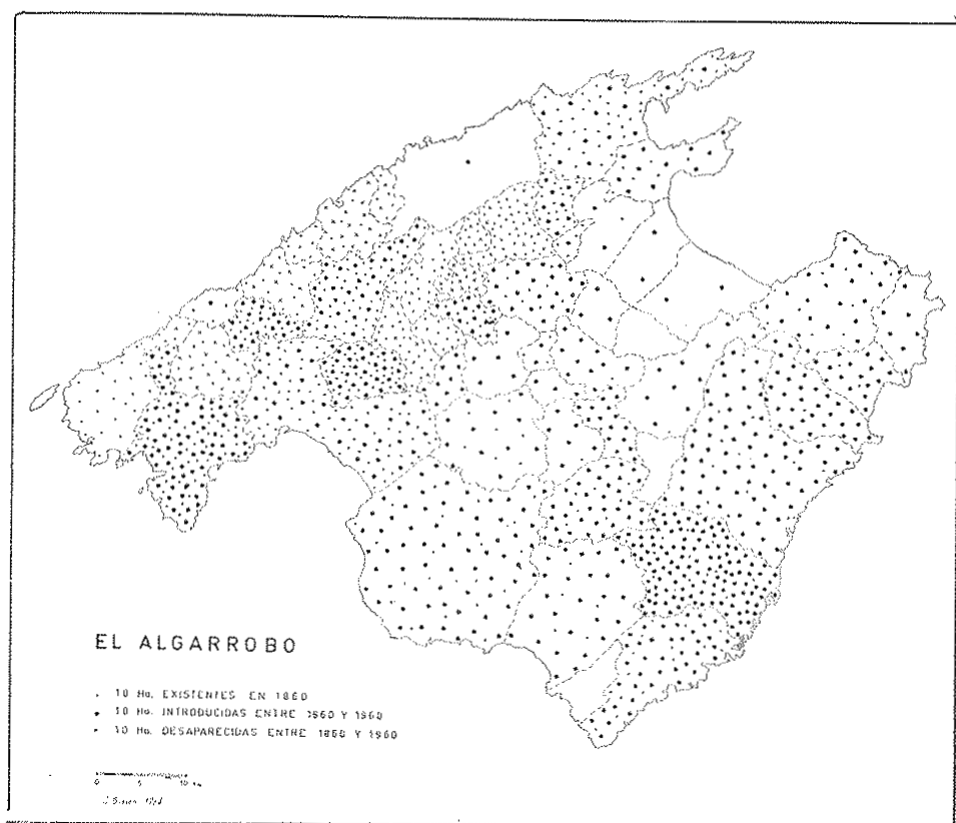 EL ALGARROBO
10 Ha. EXISTENTES EN 1860
10 Ha. INTRODUCIDAS ENTRE 1860 Y 1960
10 Ha. DESAPARECIDAS ENTRE 1860 Y 1960
0 5 10 Km